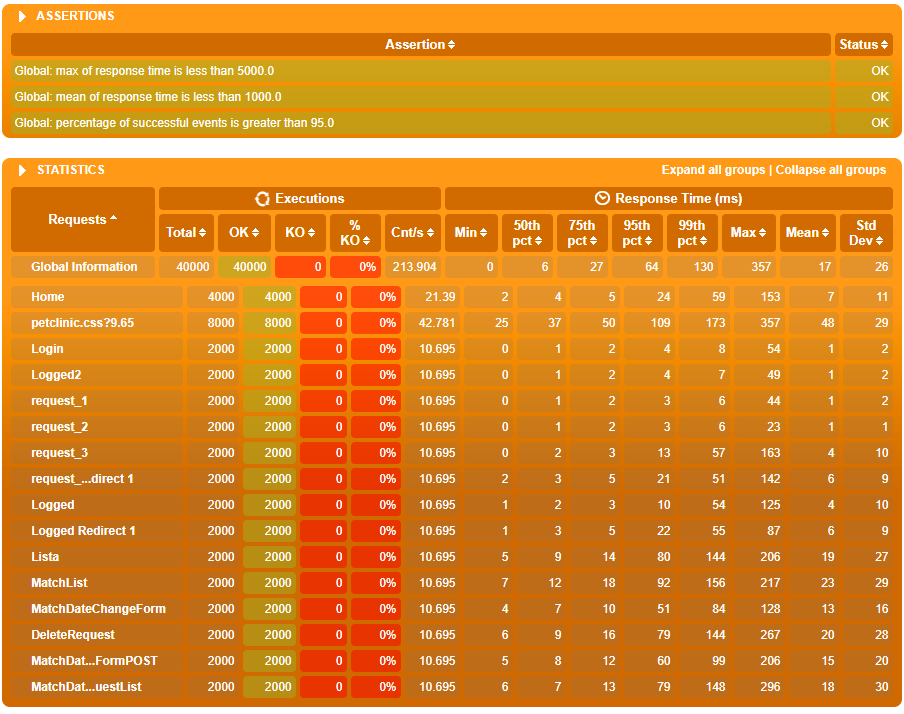 ASSERTIONS
Assertion Status
Global: max of response time is less than 5000.0 OK
Global: mean of response time is less than 1000.0 OK
Global: percentage of successful events is greater than 95.0 OK
STATISTICS Expand all groups | Collapse all groups
Requests Executions Response Time (ms)
Total OK KO % KO Cnt/s Min 50th pct 75th pct 95th pct 99th pct Max Mean Std Dev
Global Information 40000 40000 0 0% 213.904 0 6 27 64 130 357 17 26
Home 4000 4000 0 0% 21.39 2 4 5 24 59 153 7 11
petclinic.css?9.65 8000 8000 0 0% 42.781 25 37 50 109 173 357 48 29
Login 2000 2000 0 0% 10.695 0 1 2 4 8 54 1 2
Logged2 2000 2000 0 0% 10.695 0 1 2 4 7 49 1 2
request_1 2000 2000 0 0% 10.695 0 1 2 3 6 44 1 2
request_2 2000 2000 0 0% 10.695 0 1 2 3 6 23 1 1
request_3 2000 2000 0 0% 10.695 0 2 3 13 57 163 4 10
request_...direct 1 2000 2000 0 0% 10.695 2 3 5 21 51 142 6 9
Logged 2000 2000 0 0% 10.695 1 2 3 10 54 125 4 10
Logged Redirect 1 2000 2000 0 0% 10.695 1 3 5 22 55 87 6 9
Lista 2000 2000 0 0% 10.695 5 9 14 80 144 206 19 27
MatchList 2000 2000 0 0% 10.695 7 12 18 92 156 217 23 29
MatchDateChangeForm 2000 2000 0 0% 10.695 4 7 10 51 84 128 13 16
DeleteRequest 2000 2000 0 0% 10.695 6 9 16 79 144 267 20 28
MatchDat...FormPOST 2000 2000 0 0% 10.695 5 8 12 60 99 206 15 20
MatchDat...uestList 2000 2000 0 0% 10.695 6 7 13 79 148 296 18 30